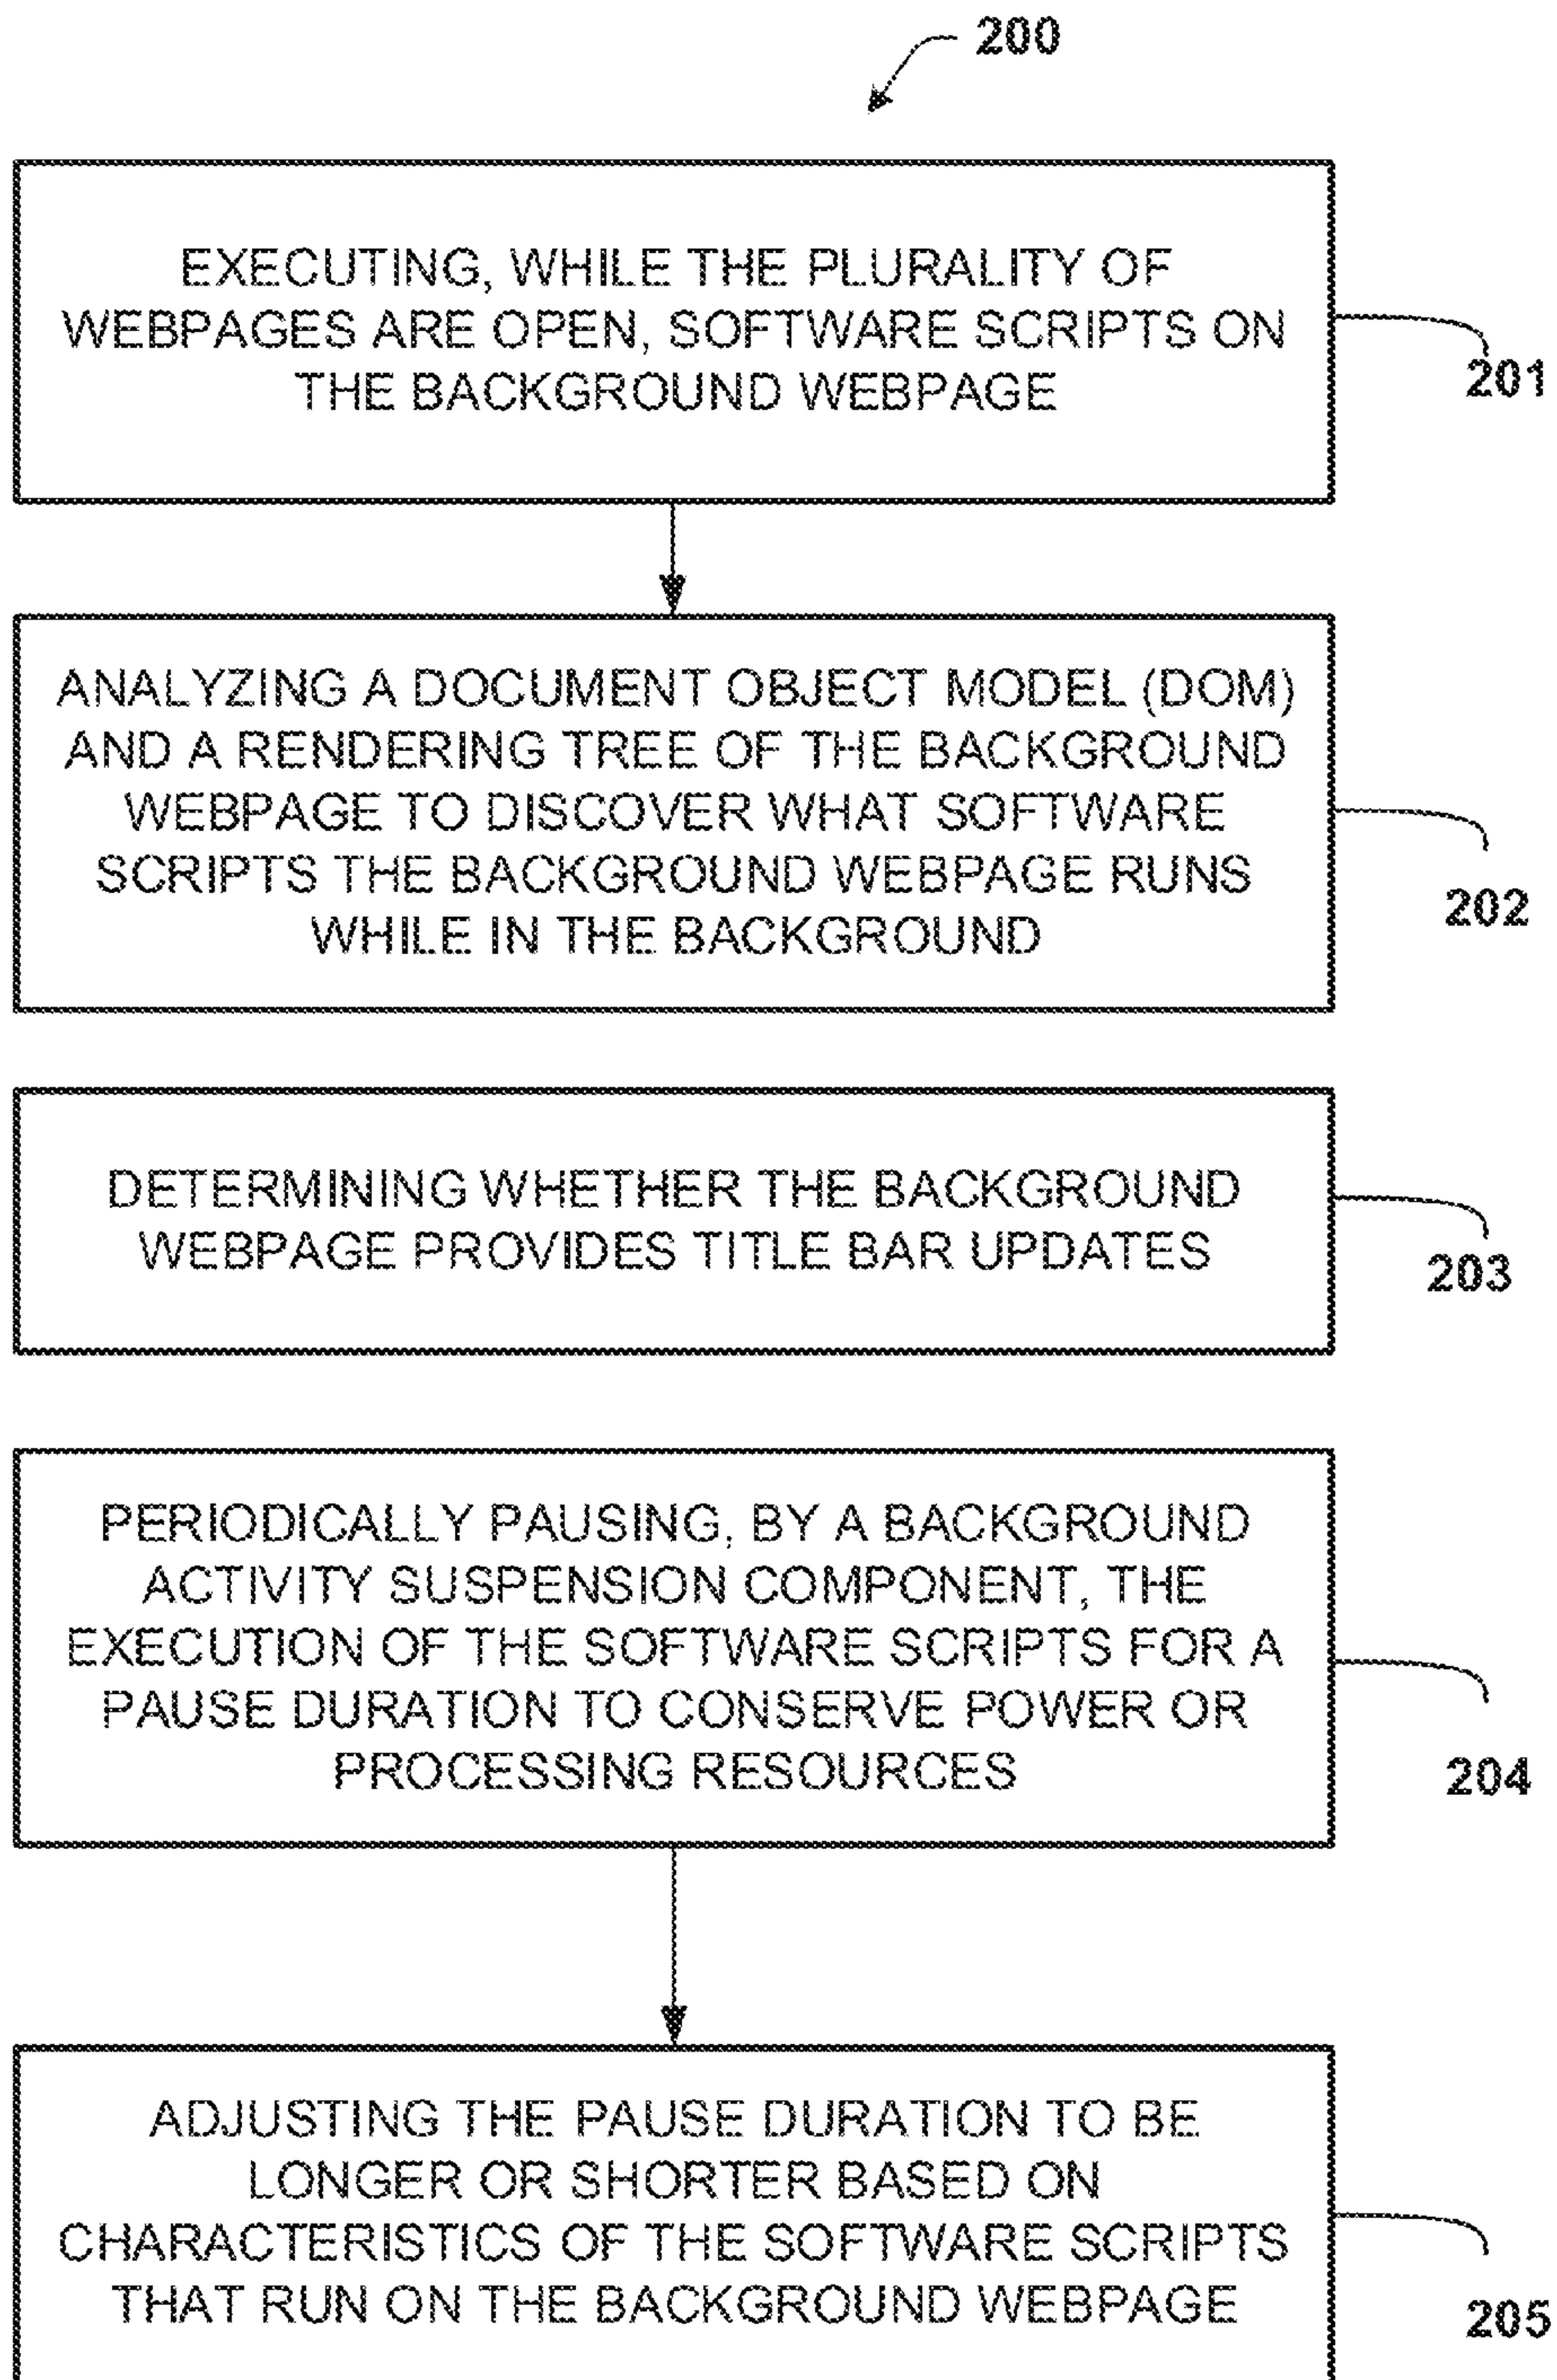 200
EXECUTING, WHILE THE PLURALITY OF
WEBPAGES ARE OPEN, SOFTWARE SCRIPTS ON
THE BACKGROUND WEBPAGE
201
ANALYZING A DOCUMENT OBJECT MODEL (DOM)
AND A RENDERING TREE OF THE BACKGROUND
WEBPAGE TO DISCOVER WHAT SOFTWARE
SCRIPTS THE BACKGROUND WEBPAGE RUNS
WHILE IN THE BACKGROUND
202
DETERMINING WHETHER THE BACKGROUND
WEBPAGE PROVIDES TITLE BAR UPDATES
203
PERIODICALLY PAUSING, BY A BACKGROUND
ACTIVITY SUSPENSION COMPONENT, THE
EXECUTION OF THE SOFTWARE SCRIPTS FOR A
PAUSE DURATION TO CONSERVE POWER OR
PROCESSING RESOURCES
204
ADJUSTING THE PAUSE DURATION TO BE
LONGER OR SHORTER BASED ON
CHARACTERISTICS OF THE SOFTWARE SCRIPTS
THAT RUN ON THE BACKGROUND WEBPAGE
205